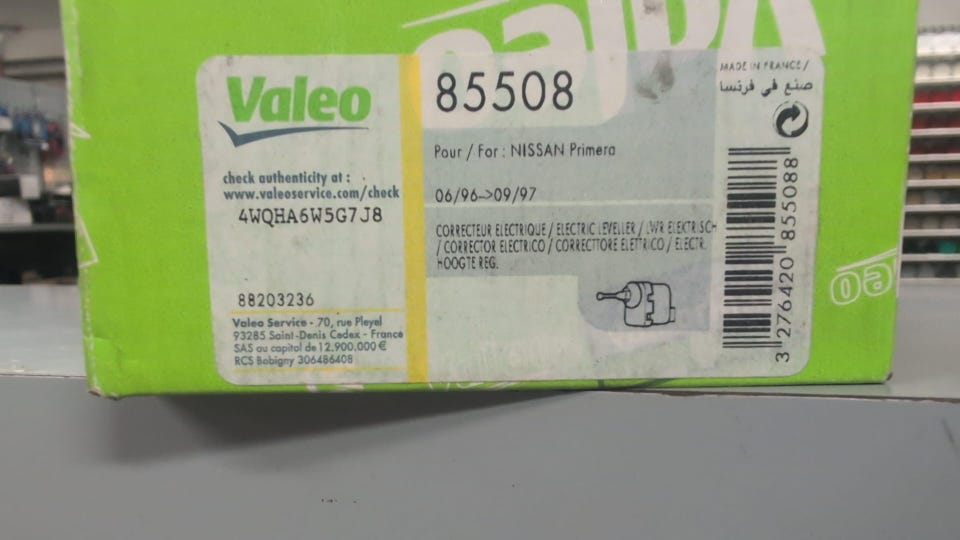 Valeo
Valeo
check authenticity at :
www.valeoservice.com/check
4WQHA6W5G7J8
88203236
Valeo Service - 70, rue Pleyel
93285 Saint-Denis Cedex - France
SAS au capital de 12.900.000 €
RCS Bobigny 306486408
85508
Pour / For : NISSAN Primera
06/96->09/97
CORRECTEUR ELECTRIQUE / ELECTRIC LEVELLER / LWR ELEKTRISCH
/ CORRECTOR ELECTRICO / CORRECTTORE ELETTRICO / ELECTR.
HOOGTE REG.
MADE IN FRANCE /
صنع في فرنسا
3 276420 855088
eo